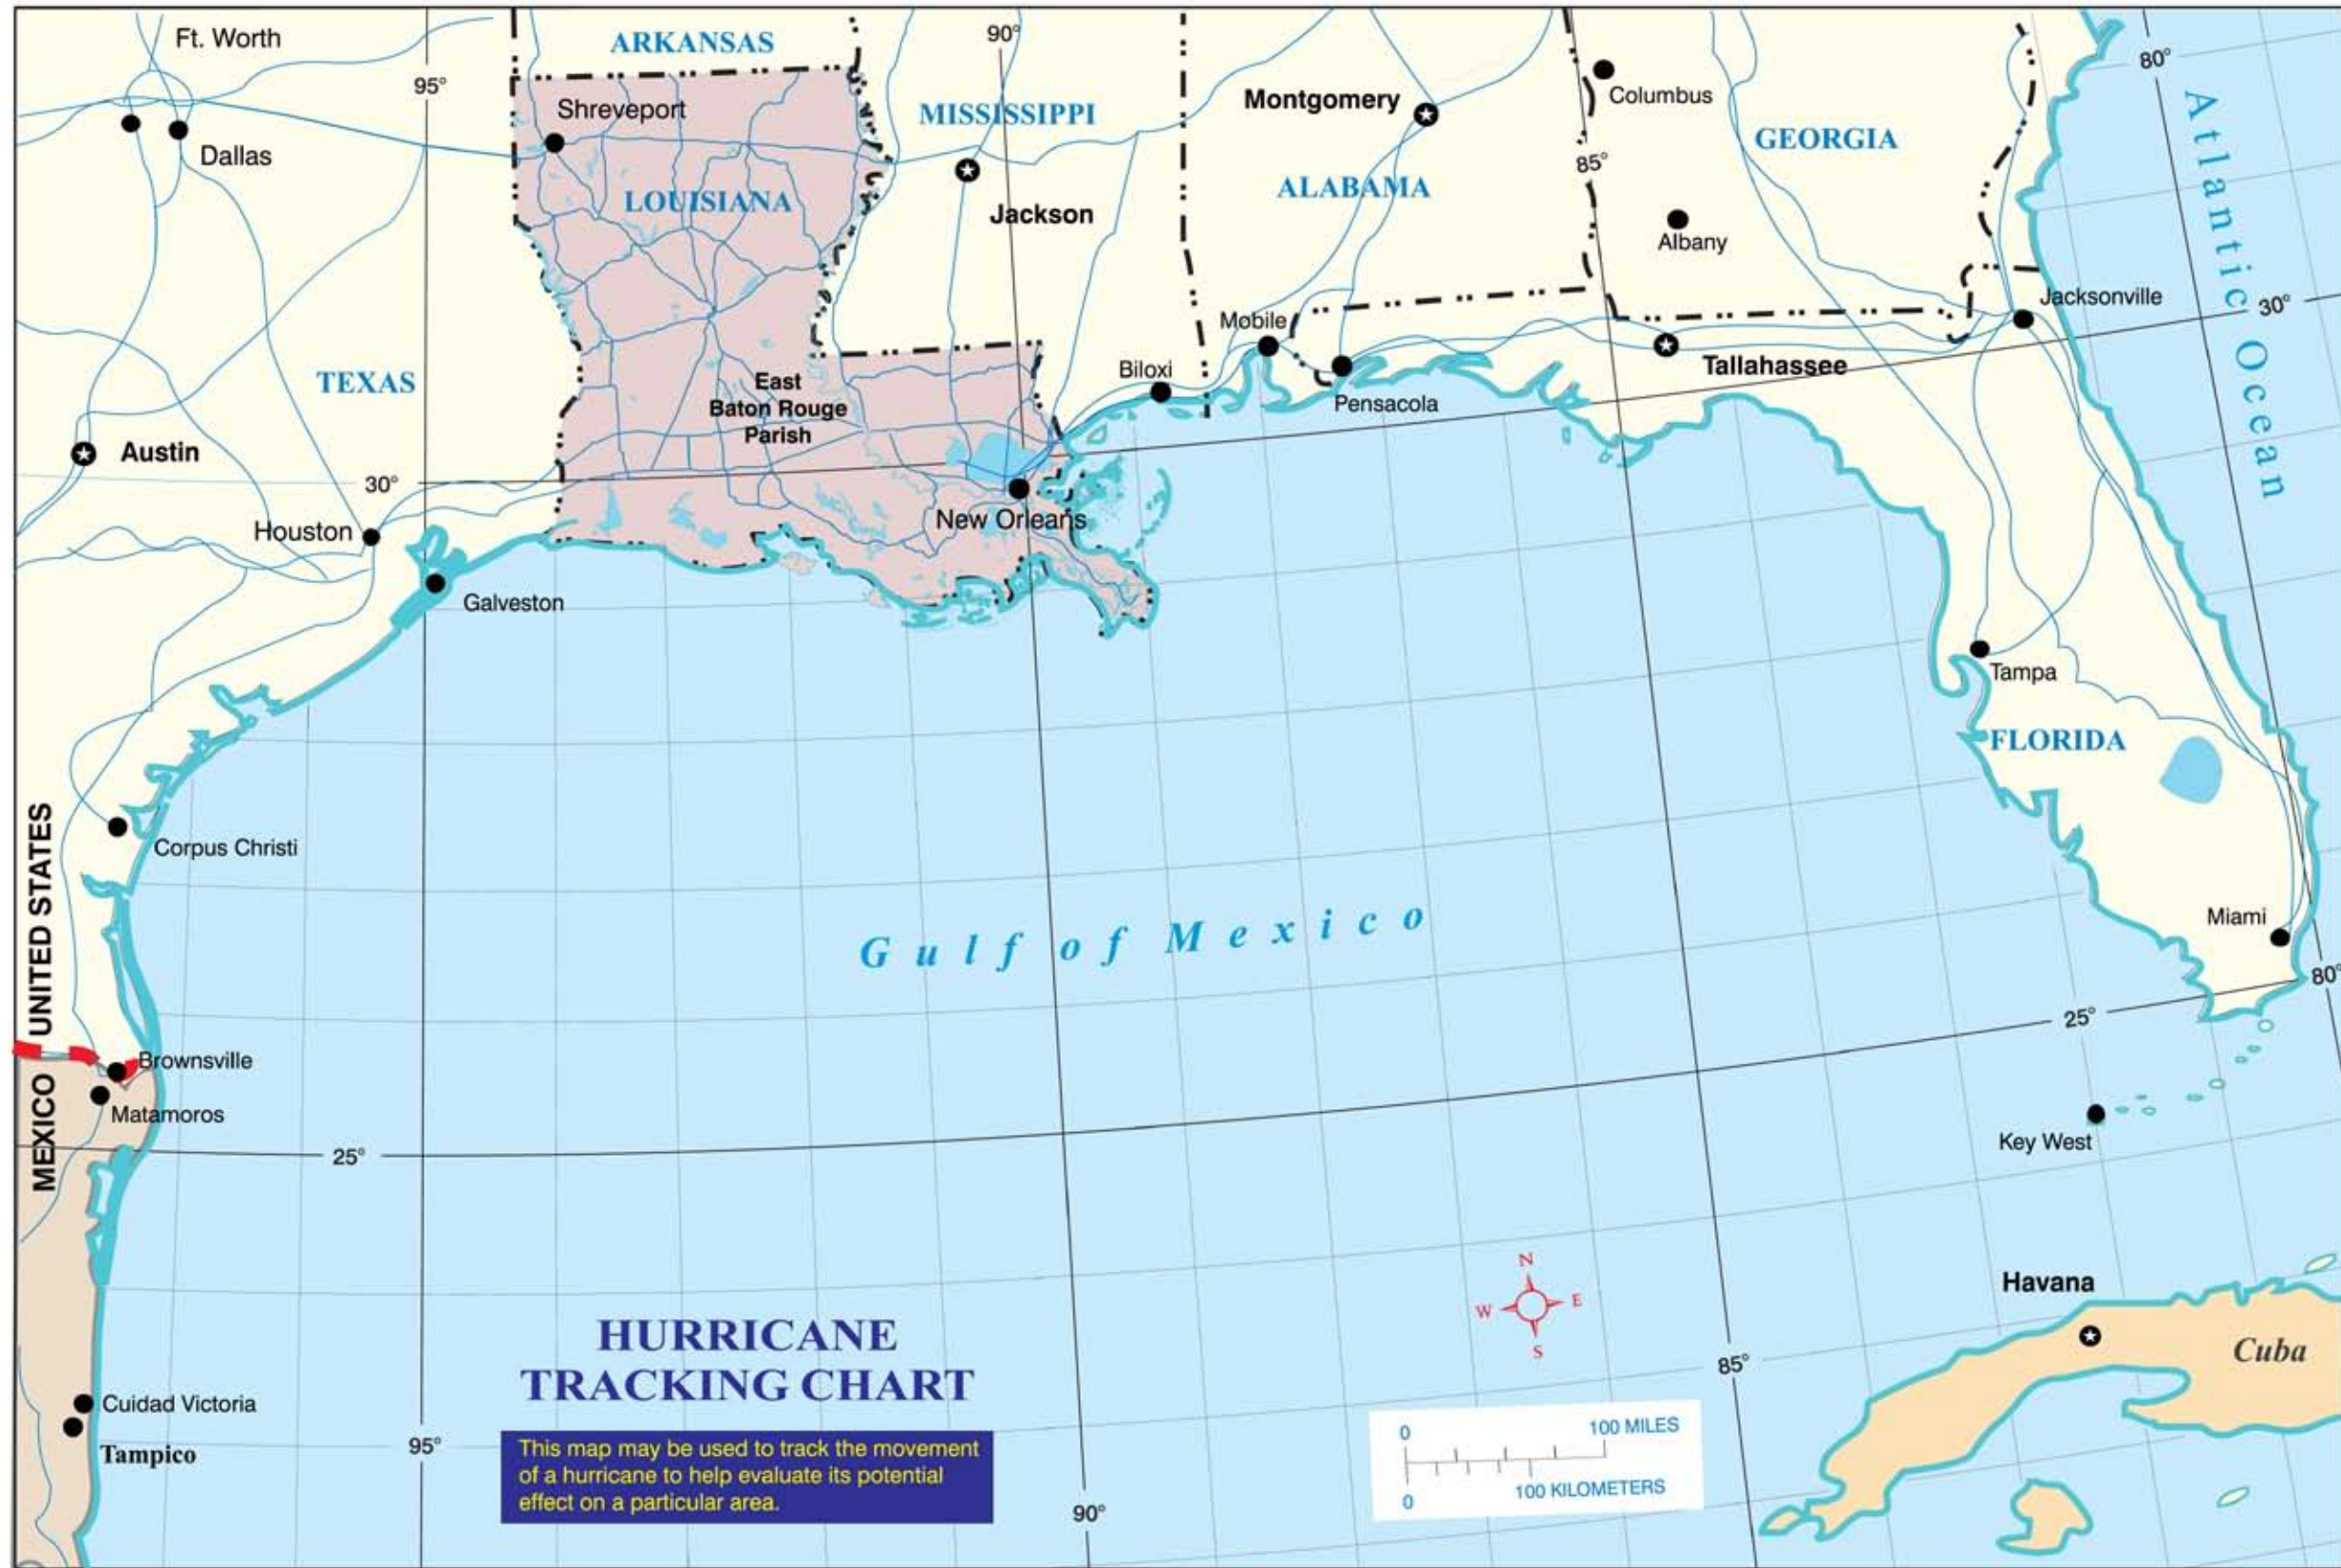 Ft. Worth
ARKANSAS
90°
80°
95°
Shreveport
MISSISSIPPI
Montgomery
Columbus
Atlantic Ocean
Dallas
GEORGIA
85°
LOUISIANA
Jackson
ALABAMA
Albany
Jacksonville
30°
Mobile
Biloxi
Tallahassee
TEXAS
East
Baton Rouge
Parish
Pensacola
Austin
30°
Houston
New Orleans
Galveston
Tampa
FLORIDA
Corpus Christi
UNITED STATES
Gulf of Mexico
Miami
80°
25°
Brownsville
Matamoros
MEXICO
25°
Key West
N
W
E
S
Havana
Cuba
HURRICANE
TRACKING CHART
85°
Cuidad Victoria
Tampico
95°
This map may be used to track the movement
of a hurricane to help evaluate its potential
effect on a particular area.
90°
0 100 MILES
0 100 KILOMETERS